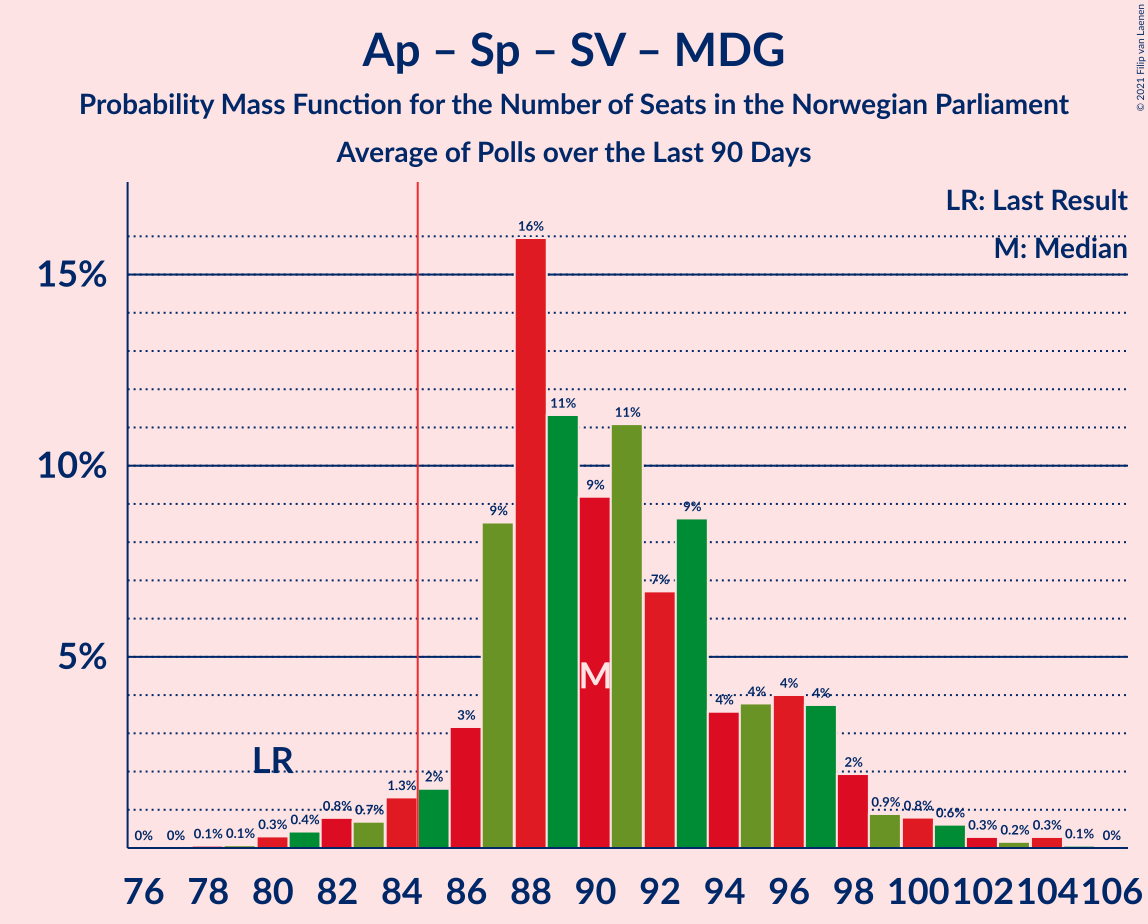 Ap – Sp – SV – MDG
Probability Mass Function for the Number of Seats in the Norwegian Parliament
Average of Polls over the Last 90 Days
© 2021 Filip van Laenen
LR: Last Result
M: Median
15%
10%
5%
0% 0% 0.1% 0.1% 0.3% 0.4% 0.8% 0.7% 1.3% 2% 3% 9% 16% 11% 9% 11% 7% 9% 4% 4% 4% 4% 2% 0.9% 0.8% 0.6% 0.3% 0.2% 0.3% 0.1% 0%
LR
M
76 78 80 82 84 86 88 90 92 94 96 98 100 102 104 106